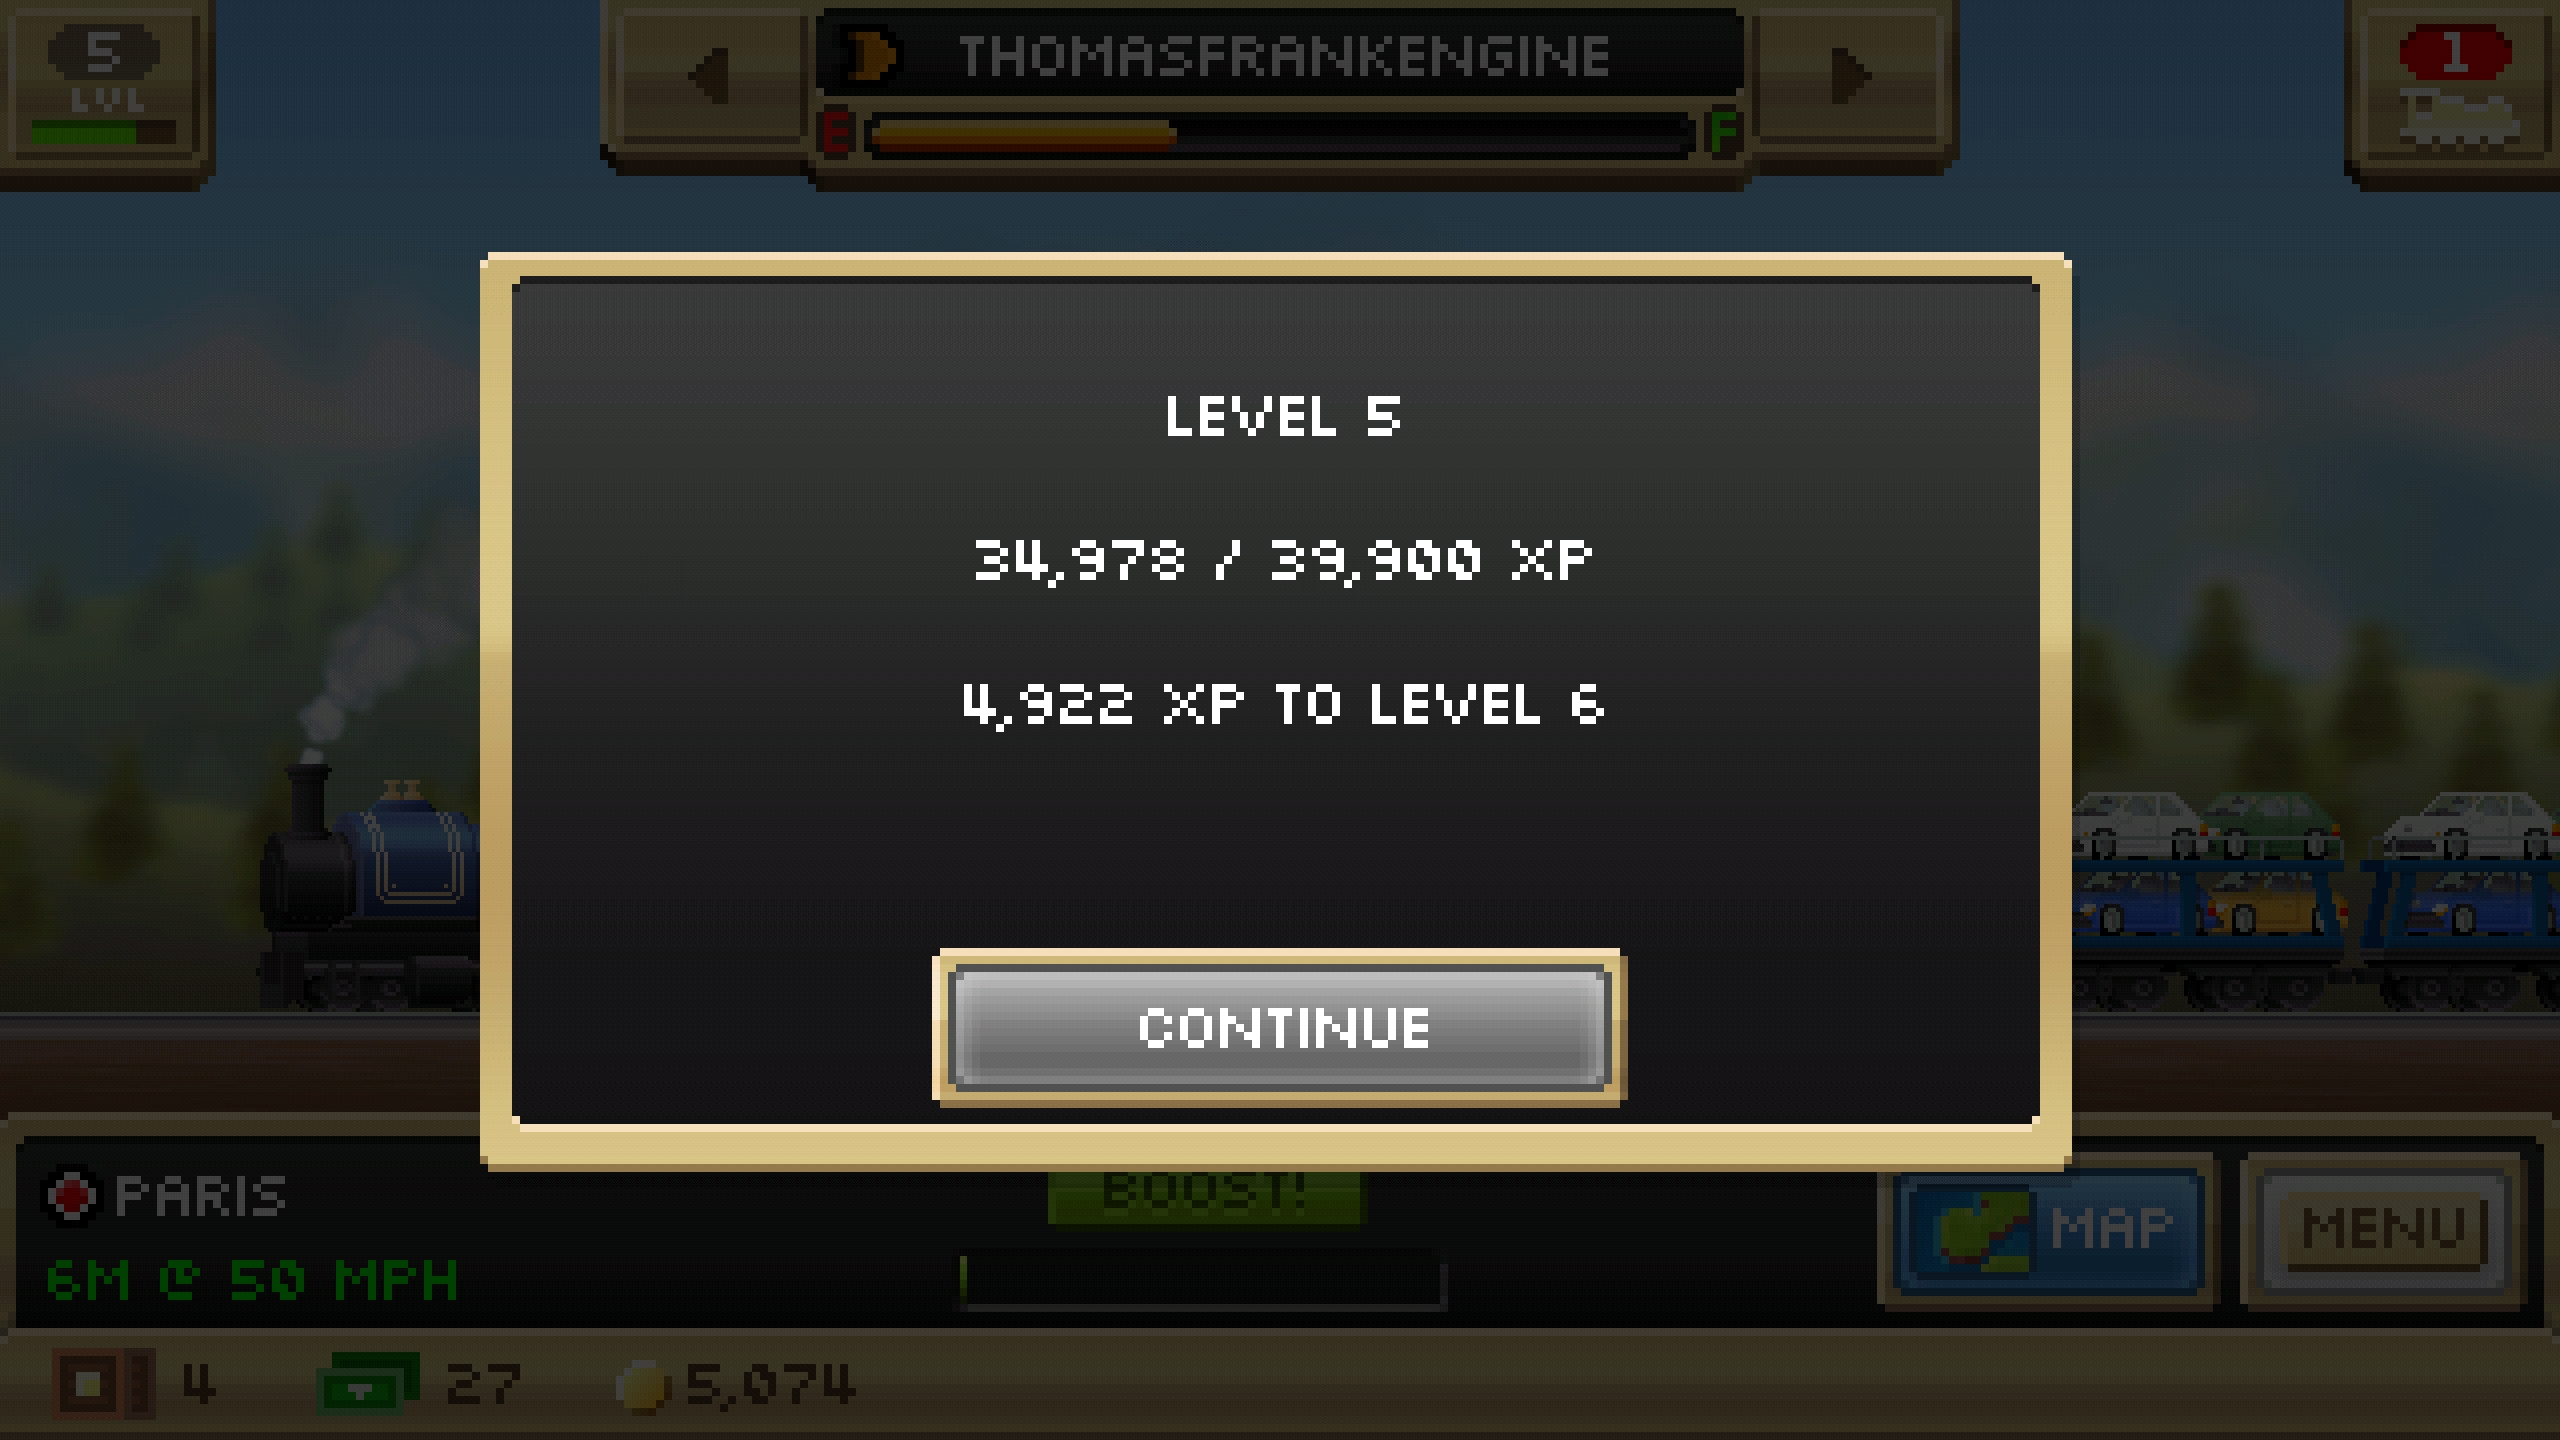 5
LVL
THOMASFRANKENGINE
E
F
1
LEVEL 5
34,978 / 39,900 XP
4,922 XP TO LEVEL 6
CONTINUE
PARIS
6M @ 50 MPH
BOOST!
MAP
MENU
4
27
5,074